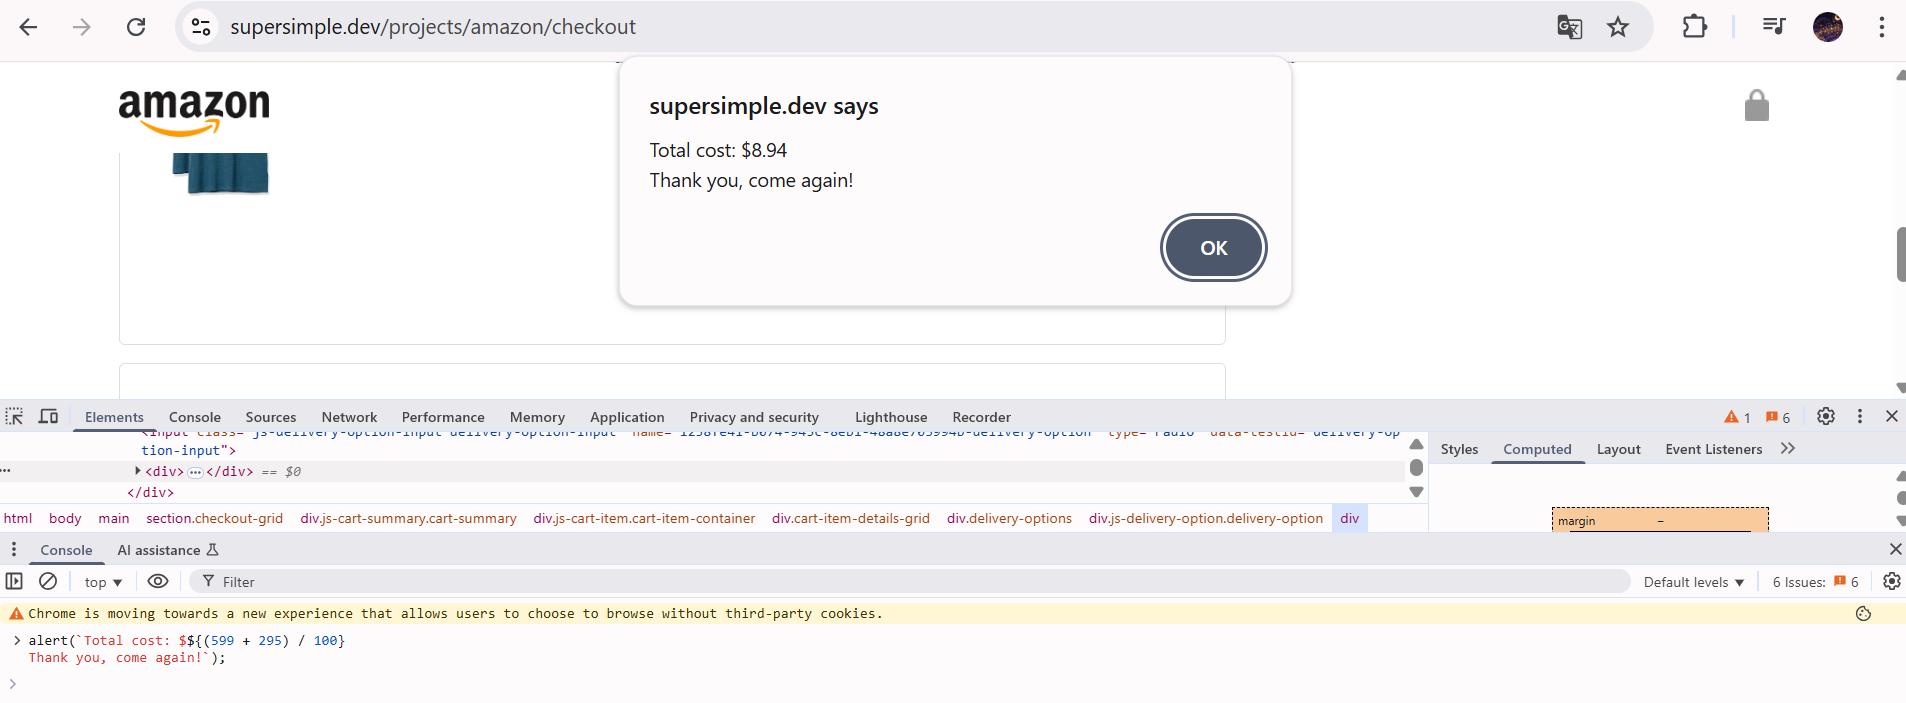 supersimple.dev/projects/amazon/checkout
amazon
supersimple.dev says
Total cost: $8.94
Thank you, come again!
OK
Elements Console Sources Network Performance Memory Application Privacy and security Lighthouse Recorder 1 6
tion-input">
<div> </div> == $0
</div>
Styles Computed Layout Event Listeners
margin –
html body main section.checkout-grid div.js-cart-summary.cart-summary div.js-cart-item.cart-item-container div.cart-item-details-grid div.delivery-options div.js-delivery-option.delivery-option div
Console AI assistance
top Filter Default levels 6 Issues: 6
Chrome is moving towards a new experience that allows users to choose to browse without third-party cookies.
> alert(`Total cost: $${(599 + 295) / 100}
Thank you, come again!`);
>